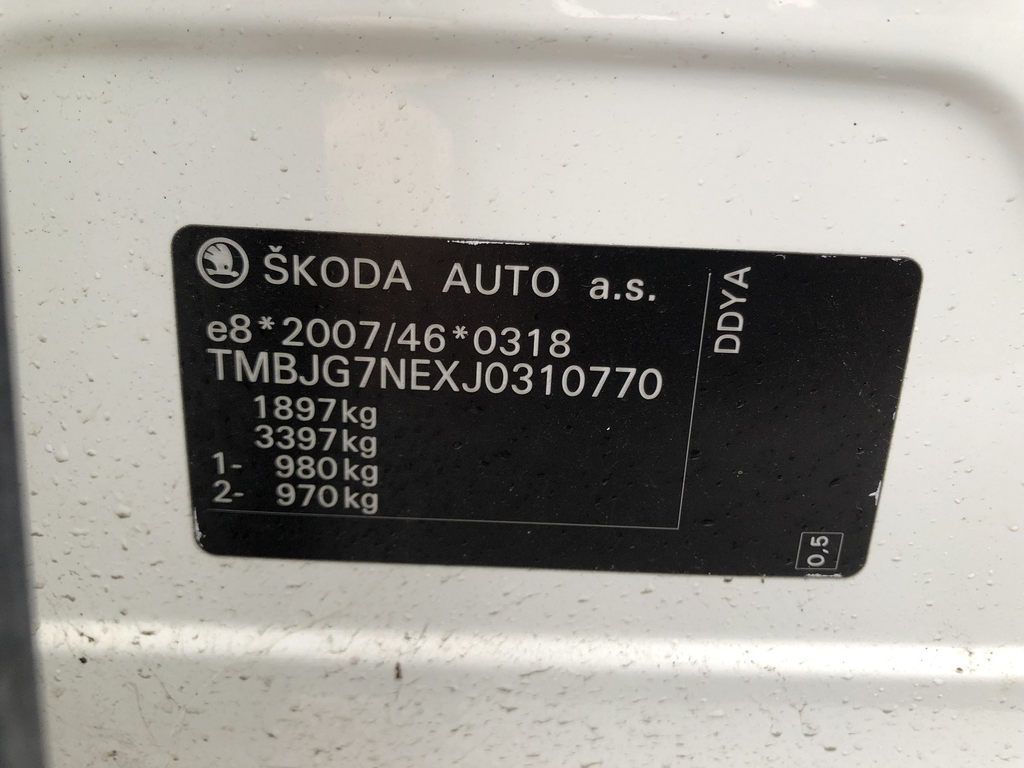 ŠKODA AUTO a.s.
e8*2007/46*0318
TMBJG7NEXJ0310770
1897kg
3397kg
1- 980kg
2- 970kg
DDYA
0,5